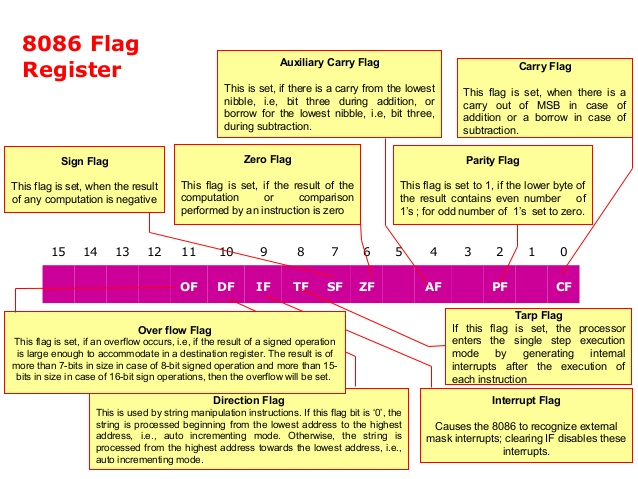 8086 Flag
Register
Auxiliary Carry Flag
This is set, if there is a carry from the lowest
nibble, i.e, bit three during addition, or
borrow for the lowest nibble, i.e, bit three,
during subtraction.
Carry Flag
This flag is set, when there is a
carry out of MSB in case of
addition or a borrow in case of
subtraction.
Sign Flag
This flag is set, when the result
of any computation is negative
Zero Flag
This flag is set, if the result of the
computation or comparison
performed by an instruction is zero
Parity Flag
This flag is set to 1, if the lower byte of
the result contains even number of
1's ; for odd number of 1's set to zero.
15 14 13 12 11 10 9 8 7 6 5 4 3 2 1 0
OF DF IF TF SF ZF AF PF CF
Over flow Flag
This flag is set, if an overflow occurs, i.e, if the result of a signed operation
is large enough to accommodate in a destination register. The result is of
more than 7-bits in size in case of 8-bit signed operation and more than 15-
bits in size in case of 16-bit sign operations, then the overflow will be set.
Tarp Flag
If this flag is set, the processor
enters the single step execution
mode by generating internal
interrupts after the execution of
each instruction
Direction Flag
This is used by string manipulation instructions. If this flag bit is '0', the
string is processed beginning from the lowest address to the highest
address, i.e., auto incrementing mode. Otherwise, the string is
processed from the highest address towards the lowest address, i.e.,
auto incrementing mode.
Interrupt Flag
Causes the 8086 to recognize external
mask interrupts; clearing IF disables these
interrupts.